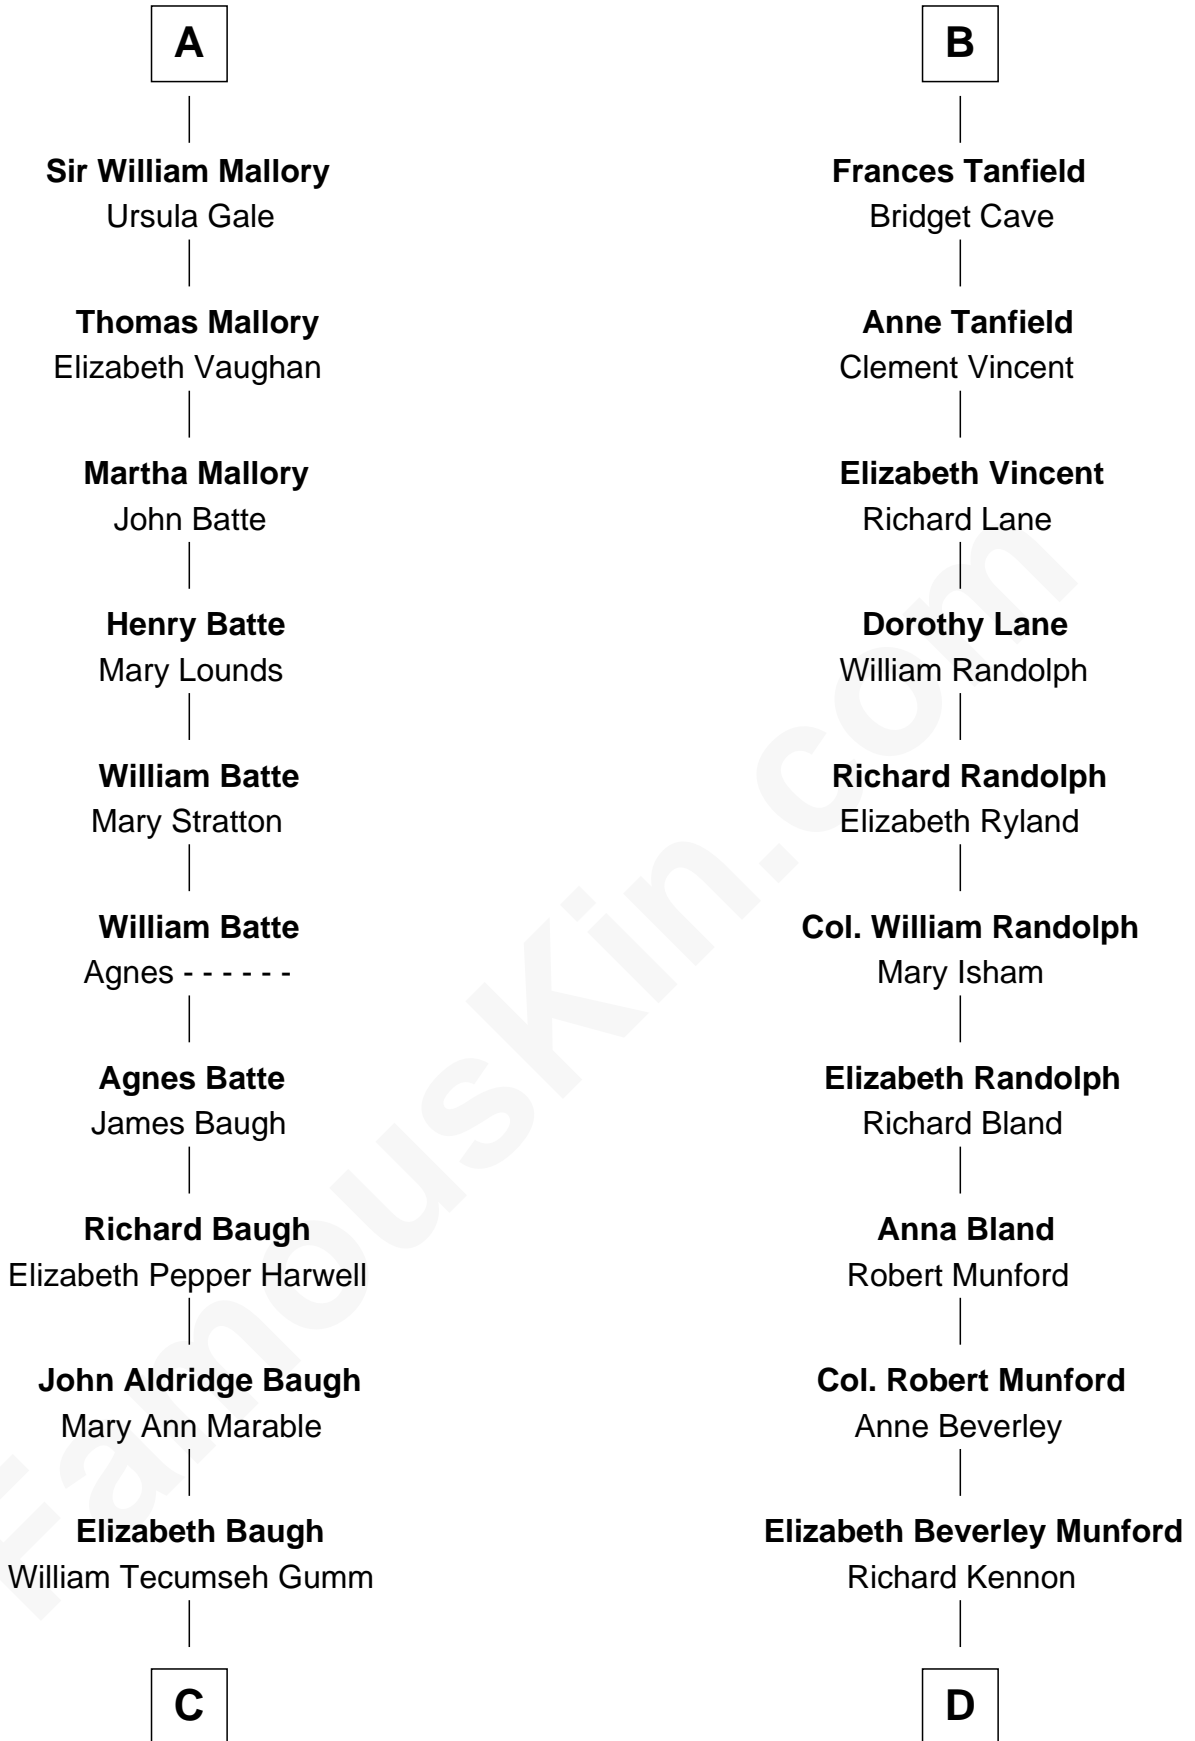 A
Sir William Mallory
Ursula Gale
Thomas Mallory
Elizabeth Vaughan
Martha Mallory
John Batte
Henry Batte
Mary Lounds
William Batte
Mary Stratton
William Batte
Agnes - - - - - -
Agnes Batte
James Baugh
Richard Baugh
Elizabeth Pepper Harwell
John Aldridge Baugh
Mary Ann Marable
Elizabeth Baugh
William Tecumseh Gumm
C
B
Frances Tanfield
Bridget Cave
Anne Tanfield
Clement Vincent
Elizabeth Vincent
Richard Lane
Dorothy Lane
William Randolph
Richard Randolph
Elizabeth Ryland
Col. William Randolph
Mary Isham
Elizabeth Randolph
Richard Bland
Anna Bland
Robert Munford
Col. Robert Munford
Anne Beverley
Elizabeth Beverley Munford
Richard Kennon
D
FamousKin.com